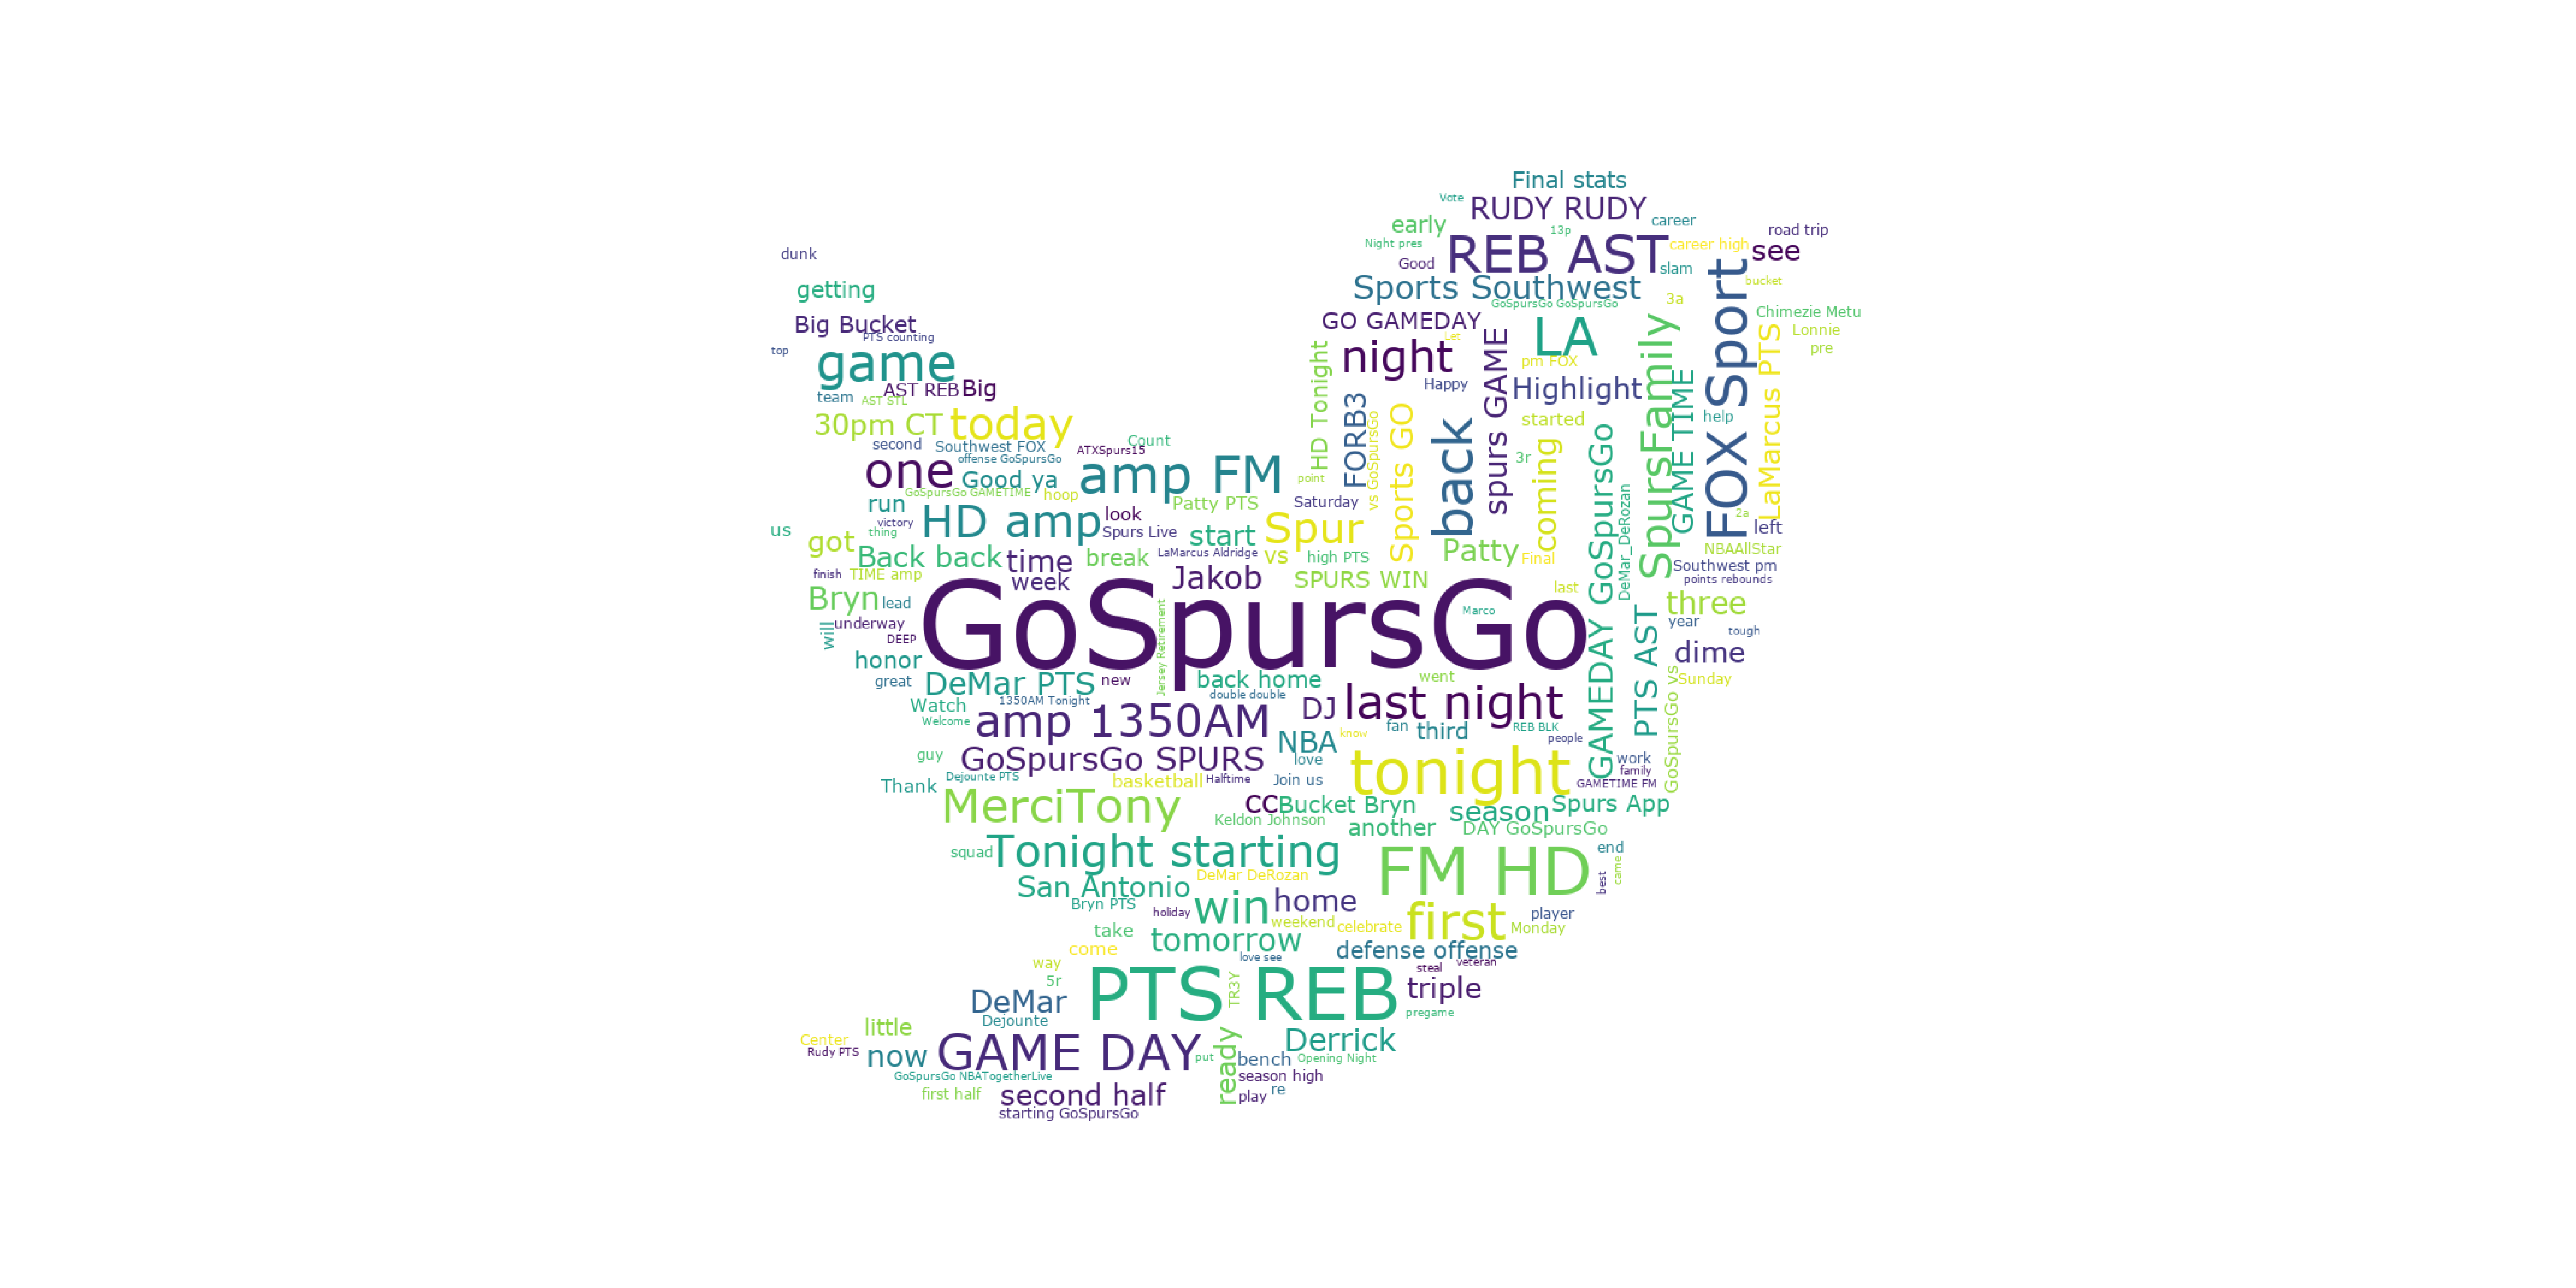 Final stats
Vote
RUDY RUDY
early
career
13p
road trip
Night pres
REB AST
career high
see
dunk
Good
slam
Sports Southwest
bucket
getting
GoSpursGo GoSpursGo
3a
FOX Sport
Chimezie Metu
Big Bucket
GO GAMEDAY
LA
Lonnie
PTS counting
Let
top
game
night
pre
spurs GAME
pm FOX
SpursFamily
LaMarcus PTS
AST REB
Big
Happy
Highlight
team
AST STL
HD Tonight
GAME TIME
help
30pm CT
today
FORB3
vs GoSpursGo
Sports GO
back
started
second
Southwest FOX
Count
ATXSpurs15
coming
GAMEDAY GoSpursGo
one
offense GoSpursGo
amp FM
3r
Good ya
point
DeMar_DeRozan
GoSpursGo GAMETIME
hoop
run
Patty PTS
Saturday
2a
victory
HD amp
look
Spur
left
us
thing
Spurs Live
start
got
Back back
time
break
LaMarcus Aldridge
vs
high PTS
Patty
Final
NBAAllStar
finish
TIME amp
week
Jakob
SPURS WIN
Southwest pm
points rebounds
Bryn
lead
GoSpursGo
last
Marco
three
will
underway
Jersey Retirement
PTS AST
year
DEEP
tough
honor
dime
great
DeMar PTS
new
back home
went
GoSpursGo vs
Sunday
Watch
1350AM Tonight
double double
DJ
last night
Welcome
amp 1350AM
fan
third
REB BLK
NBA
know
people
guy
GoSpursGo SPURS
love
tonight
work
Thank
Dejounte PTS
basketball
Halftime
Join us
family
GAMETIME FM
MerciTony
cc
Bucket Bryn
season
Spurs App
Keldon Johnson
another
DAY GoSpursGo
squad
Tonight starting
end
FM HD
came
best
San Antonio
DeMar DeRozan
Bryn PTS
holiday
win
home
first
player
take
weekend
celebrate
Monday
come
tomorrow
defense offense
way
love see
steal
veteran
5r
PTS REB
TR3Y
triple
DeMar
pregame
Dejounte
little
Center
Derrick
Rudy PTS
now
GAME DAY
put
ready
bench
Opening Night
GoSpursGo NBATogetherLive
season high
first half
second half
play
re
starting GoSpursGo